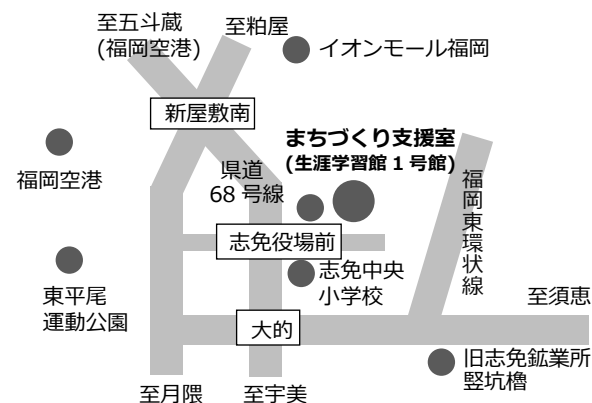 至五斗蔵
(福岡空港)
至粕屋
イオンモール福岡
新屋敷南
まちづくり支援室
(生涯学習館１号館)
福岡空港
県道
68 号線
福岡東環状線
志免役場前
志免中央
小学校
東平尾
運動公園
至須恵
大的
旧志免鉱業所
竪坑櫓
至月隈
至宇美